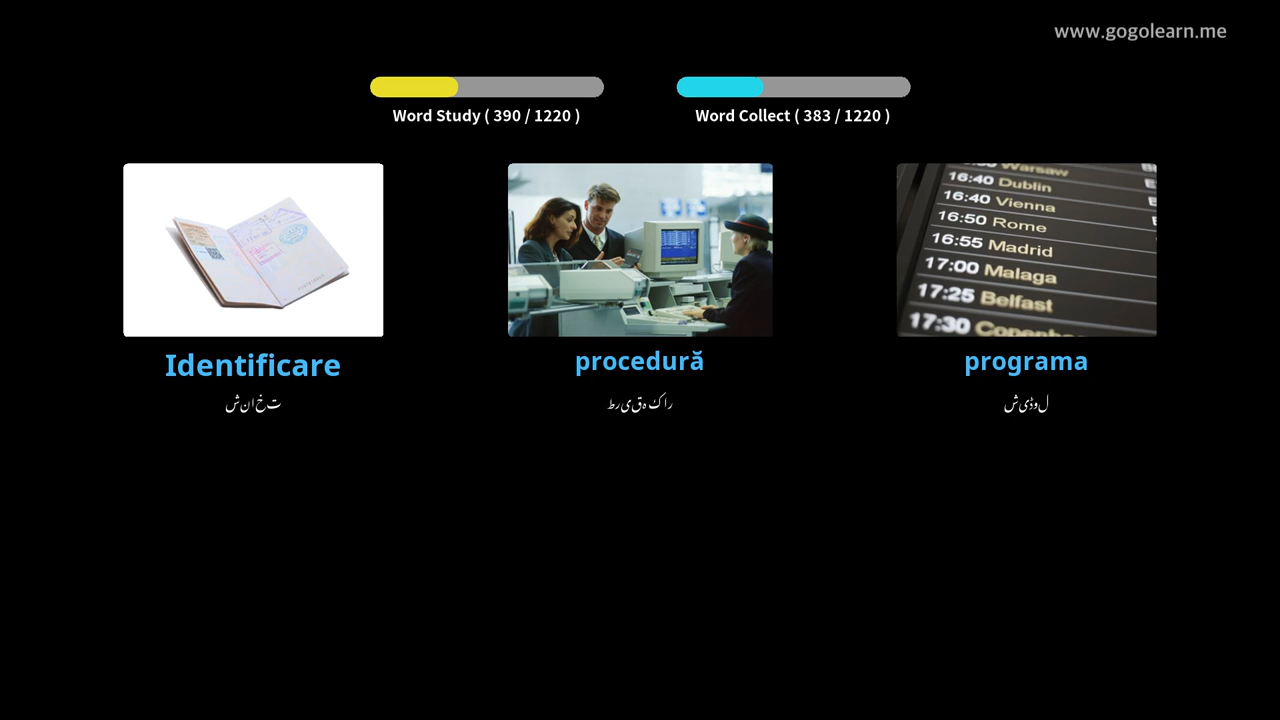 www.gogolearn.me
Word Study ( 390 / 1220 )
Word Collect ( 383 / 1220 )
Warsaw
16:40 Dublin
16:40 Vienna
16:50 Rome
16:55 Madrid
17:00 Malaga
17:25 Belfast
17:30
Identificare
procedură
programa
شناخت
طریقہ کار
شیڈول